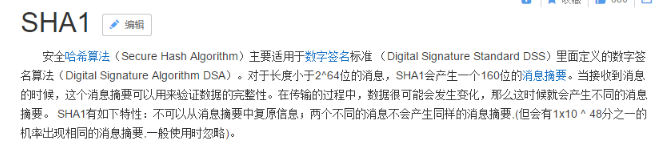 SHA1 编辑
安全哈希算法（Secure Hash Algorithm）主要适用于数字签名标准 （Digital Signature Standard DSS）里面定义的数字签
名算法（Digital Signature Algorithm DSA）。对于长度小于2^64位的消息，SHA1会产生一个160位的消息摘要。当接收到消息
的时候，这个消息摘要可以用来验证数据的完整性。在传输的过程中，数据很可能会发生变化，那么这时候就会产生不同的消息
摘要。 SHA1有如下特性：不可以从消息摘要中复原信息；两个不同的消息不会产生同样的消息摘要,(但会有1x10 ^ 48分之一的
机率出现相同的消息摘要,一般使用时忽略)。